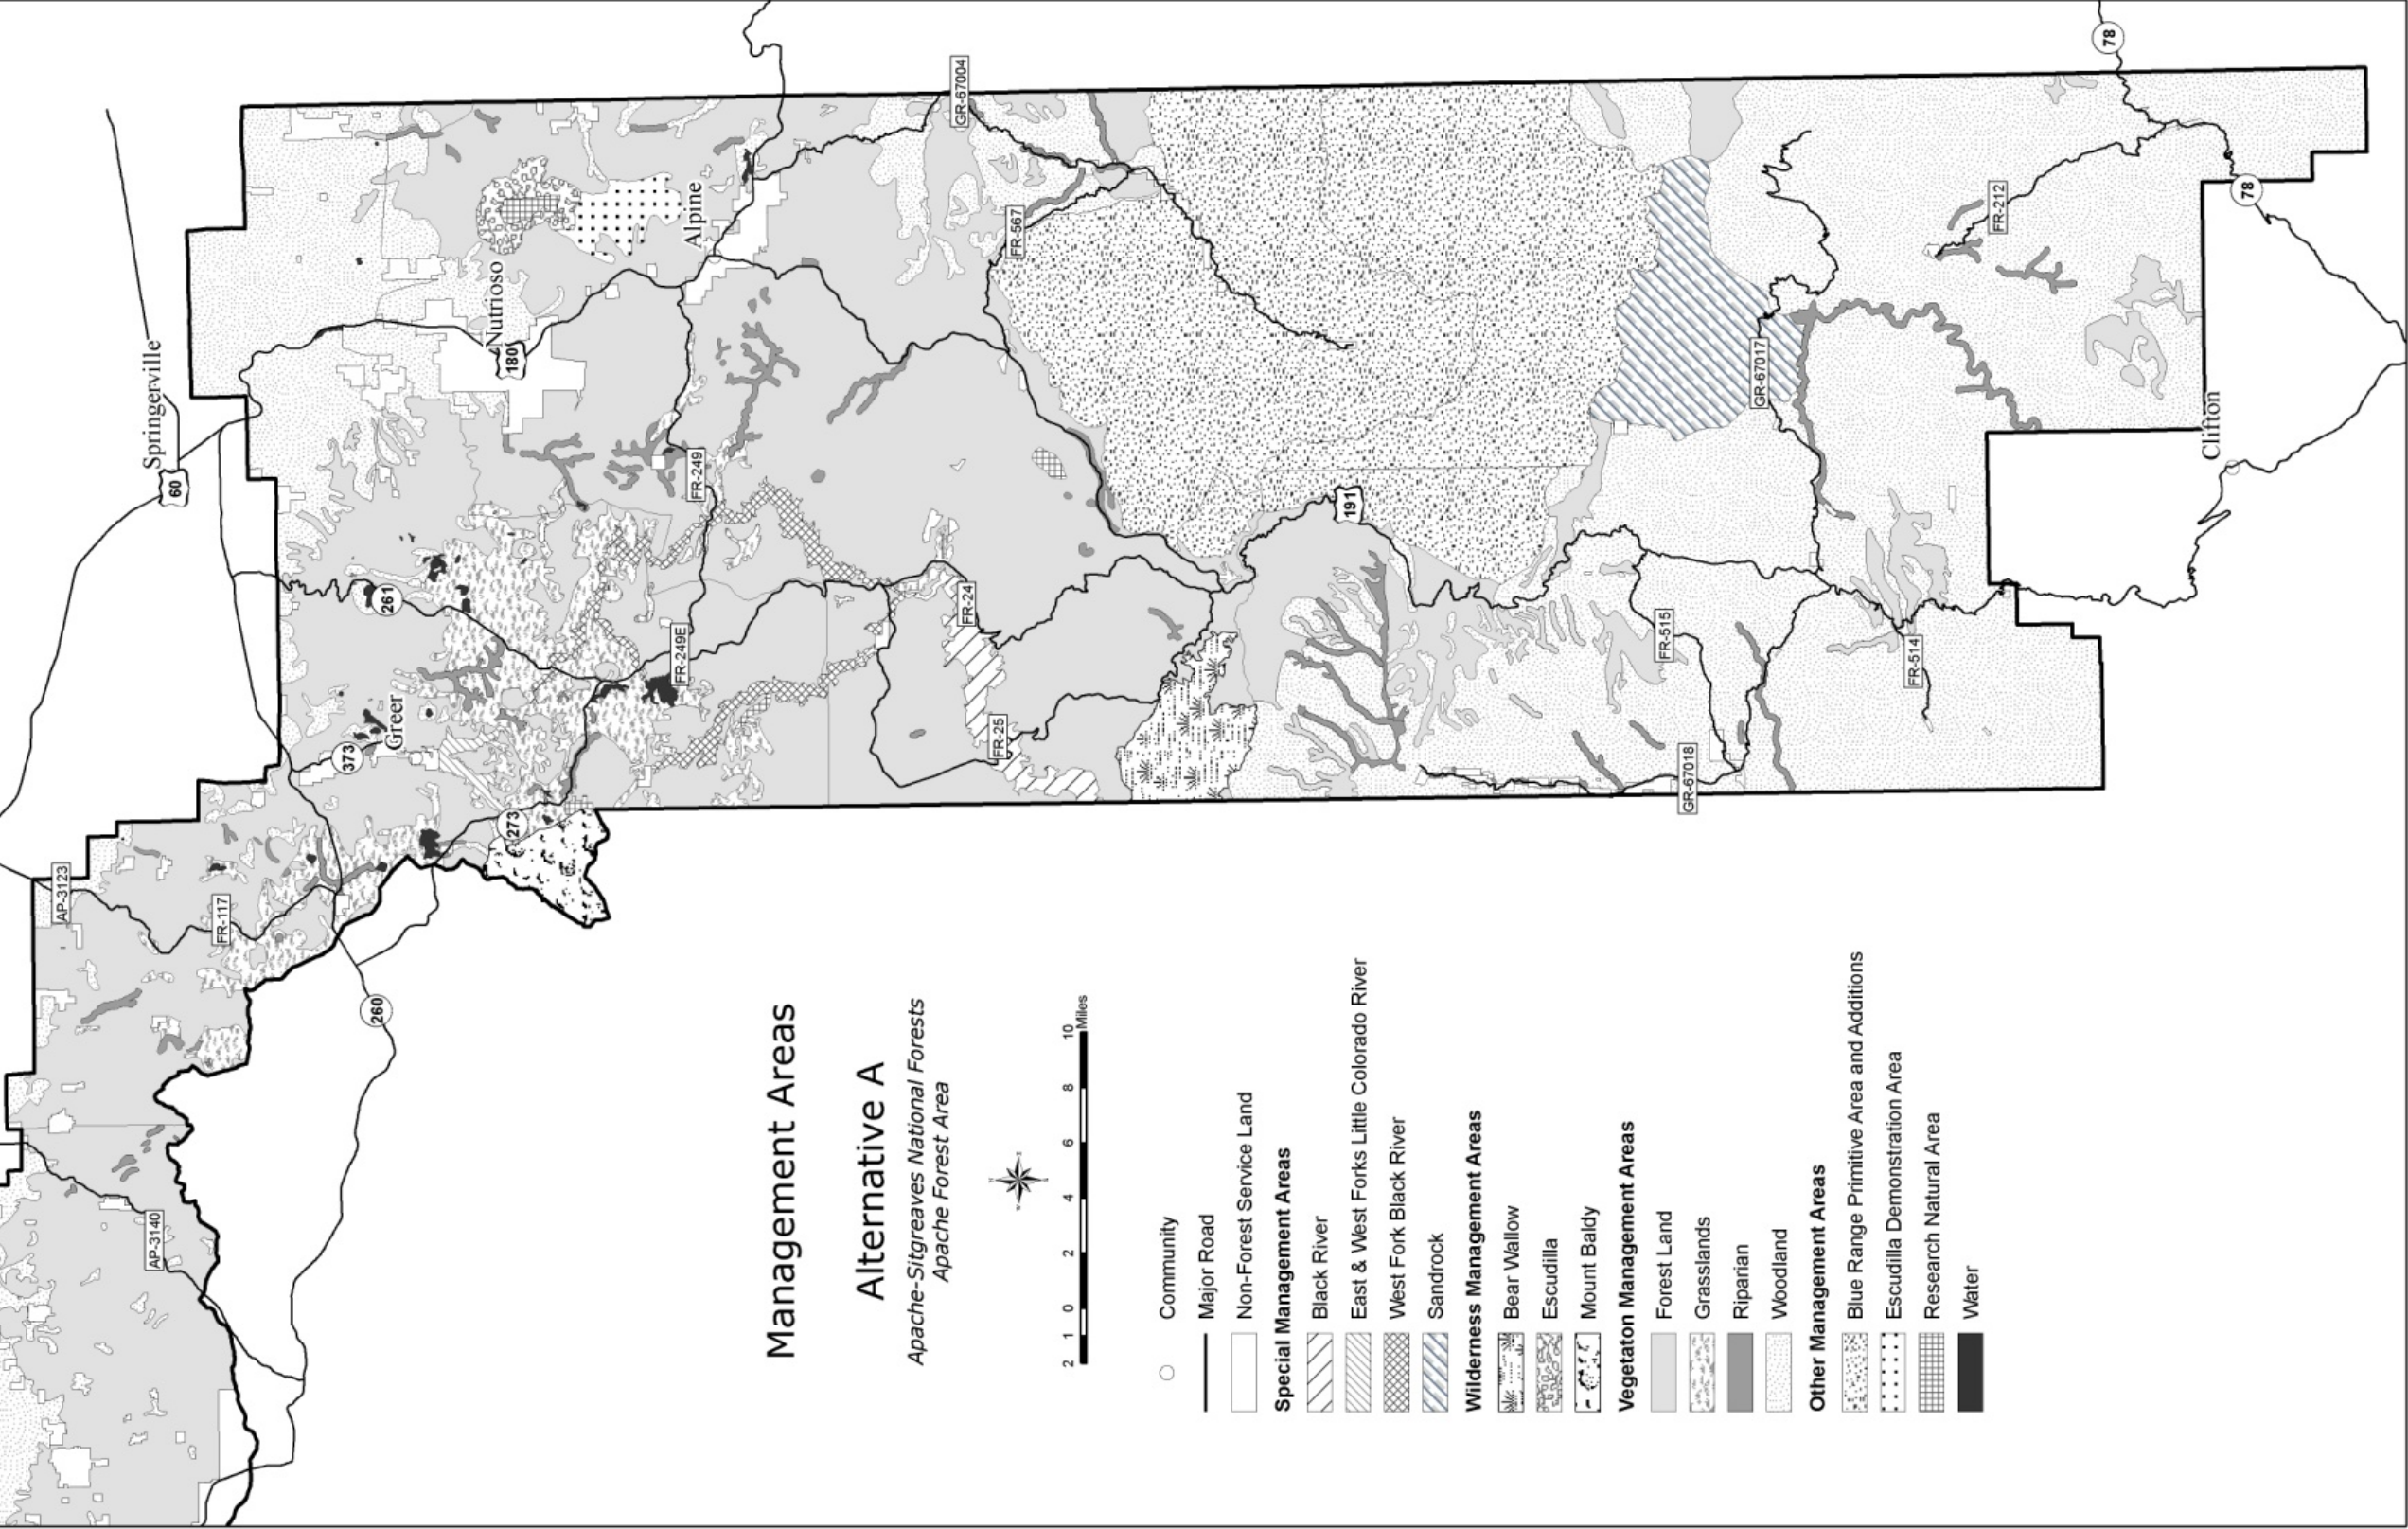 Management Areas
Alternative A
Apache-Sitgreaves National Forests
Apache Forest Area
2 1 0 2 4 6 8 10
Miles
Community
Major Road
Non-Forest Service Land
Special Management Areas
Black River
East & West Forks Little Colorado River
West Fork Black River
Sandrock
Wilderness Management Areas
Bear Wallow
Escudilla
Mount Baldy
Vegetaton Management Areas
Forest Land
Grasslands
Riparian
Woodland
Other Management Areas
Blue Range Primitive Area and Additions
Escudilla Demonstration Area
Research Natural Area
Water
AP-3140
AP-3123
FR-117
260
273
373
Greer
261
60
Springerville
180
Nutrioso
Alpine
FR-249
FR-249E
GR-67004
FR-567
FR-24
FR-25
191
FR-515
GR-67018
GR-67017
FR-514
FR-212
78
78
Clifton